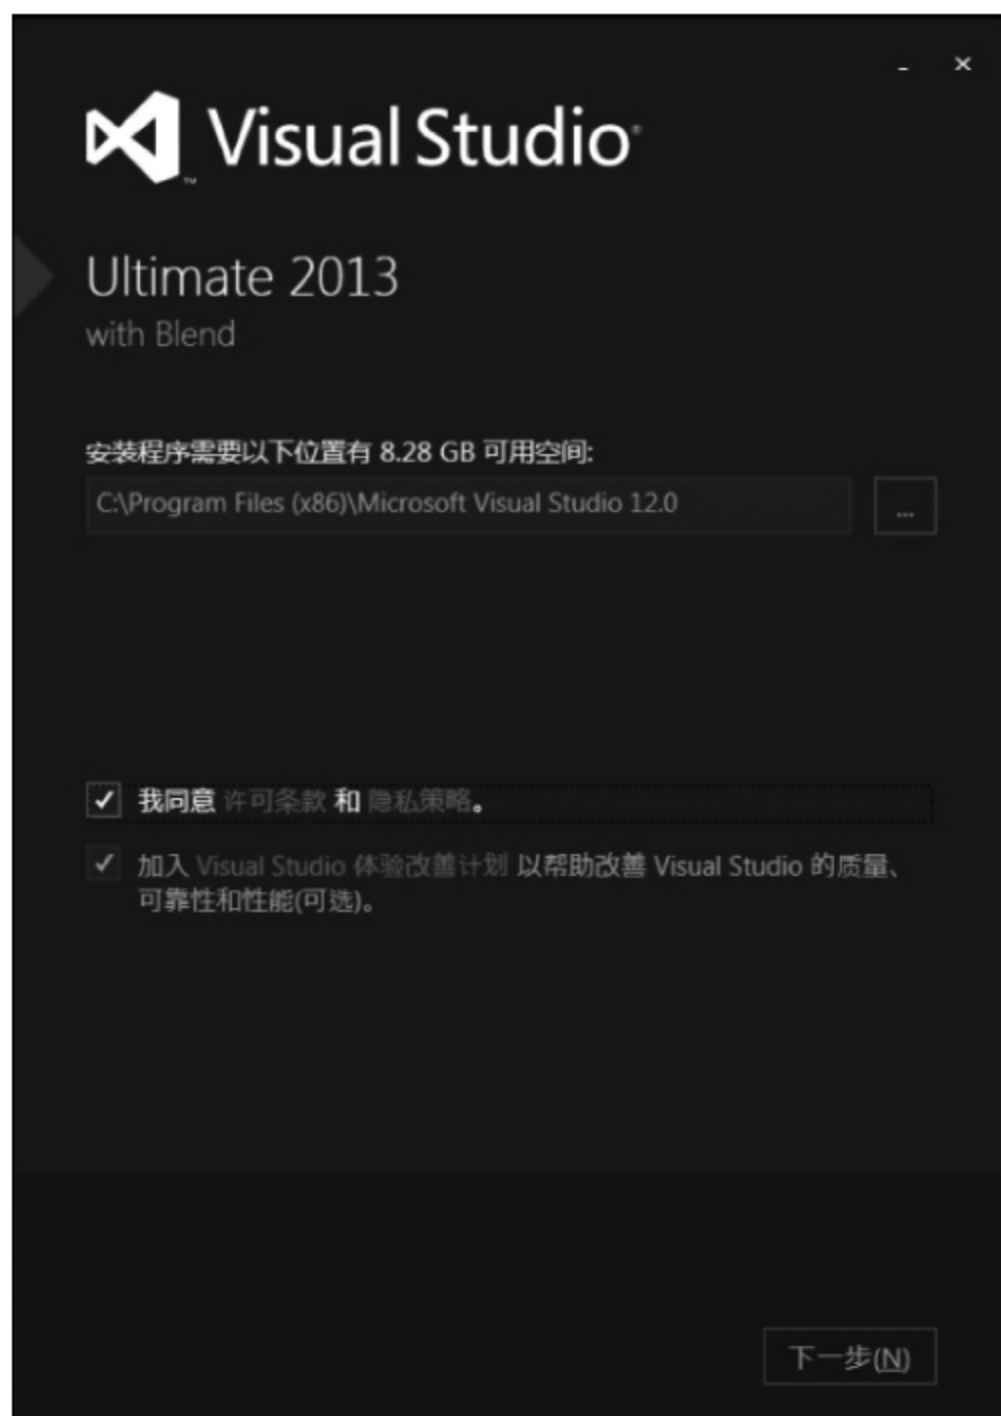 Visual Studio®
™
Ultimate 2013
with Blend
安装程序需要以下位置有 8.28 GB 可用空间:
C:\Program Files (x86)\Microsoft Visual Studio 12.0
...
我同意 许可条款 和 隐私策略。
加入 Visual Studio 体验改善计划 以帮助改善 Visual Studio 的质量、
可靠性和性能(可选)。
下一步(N)